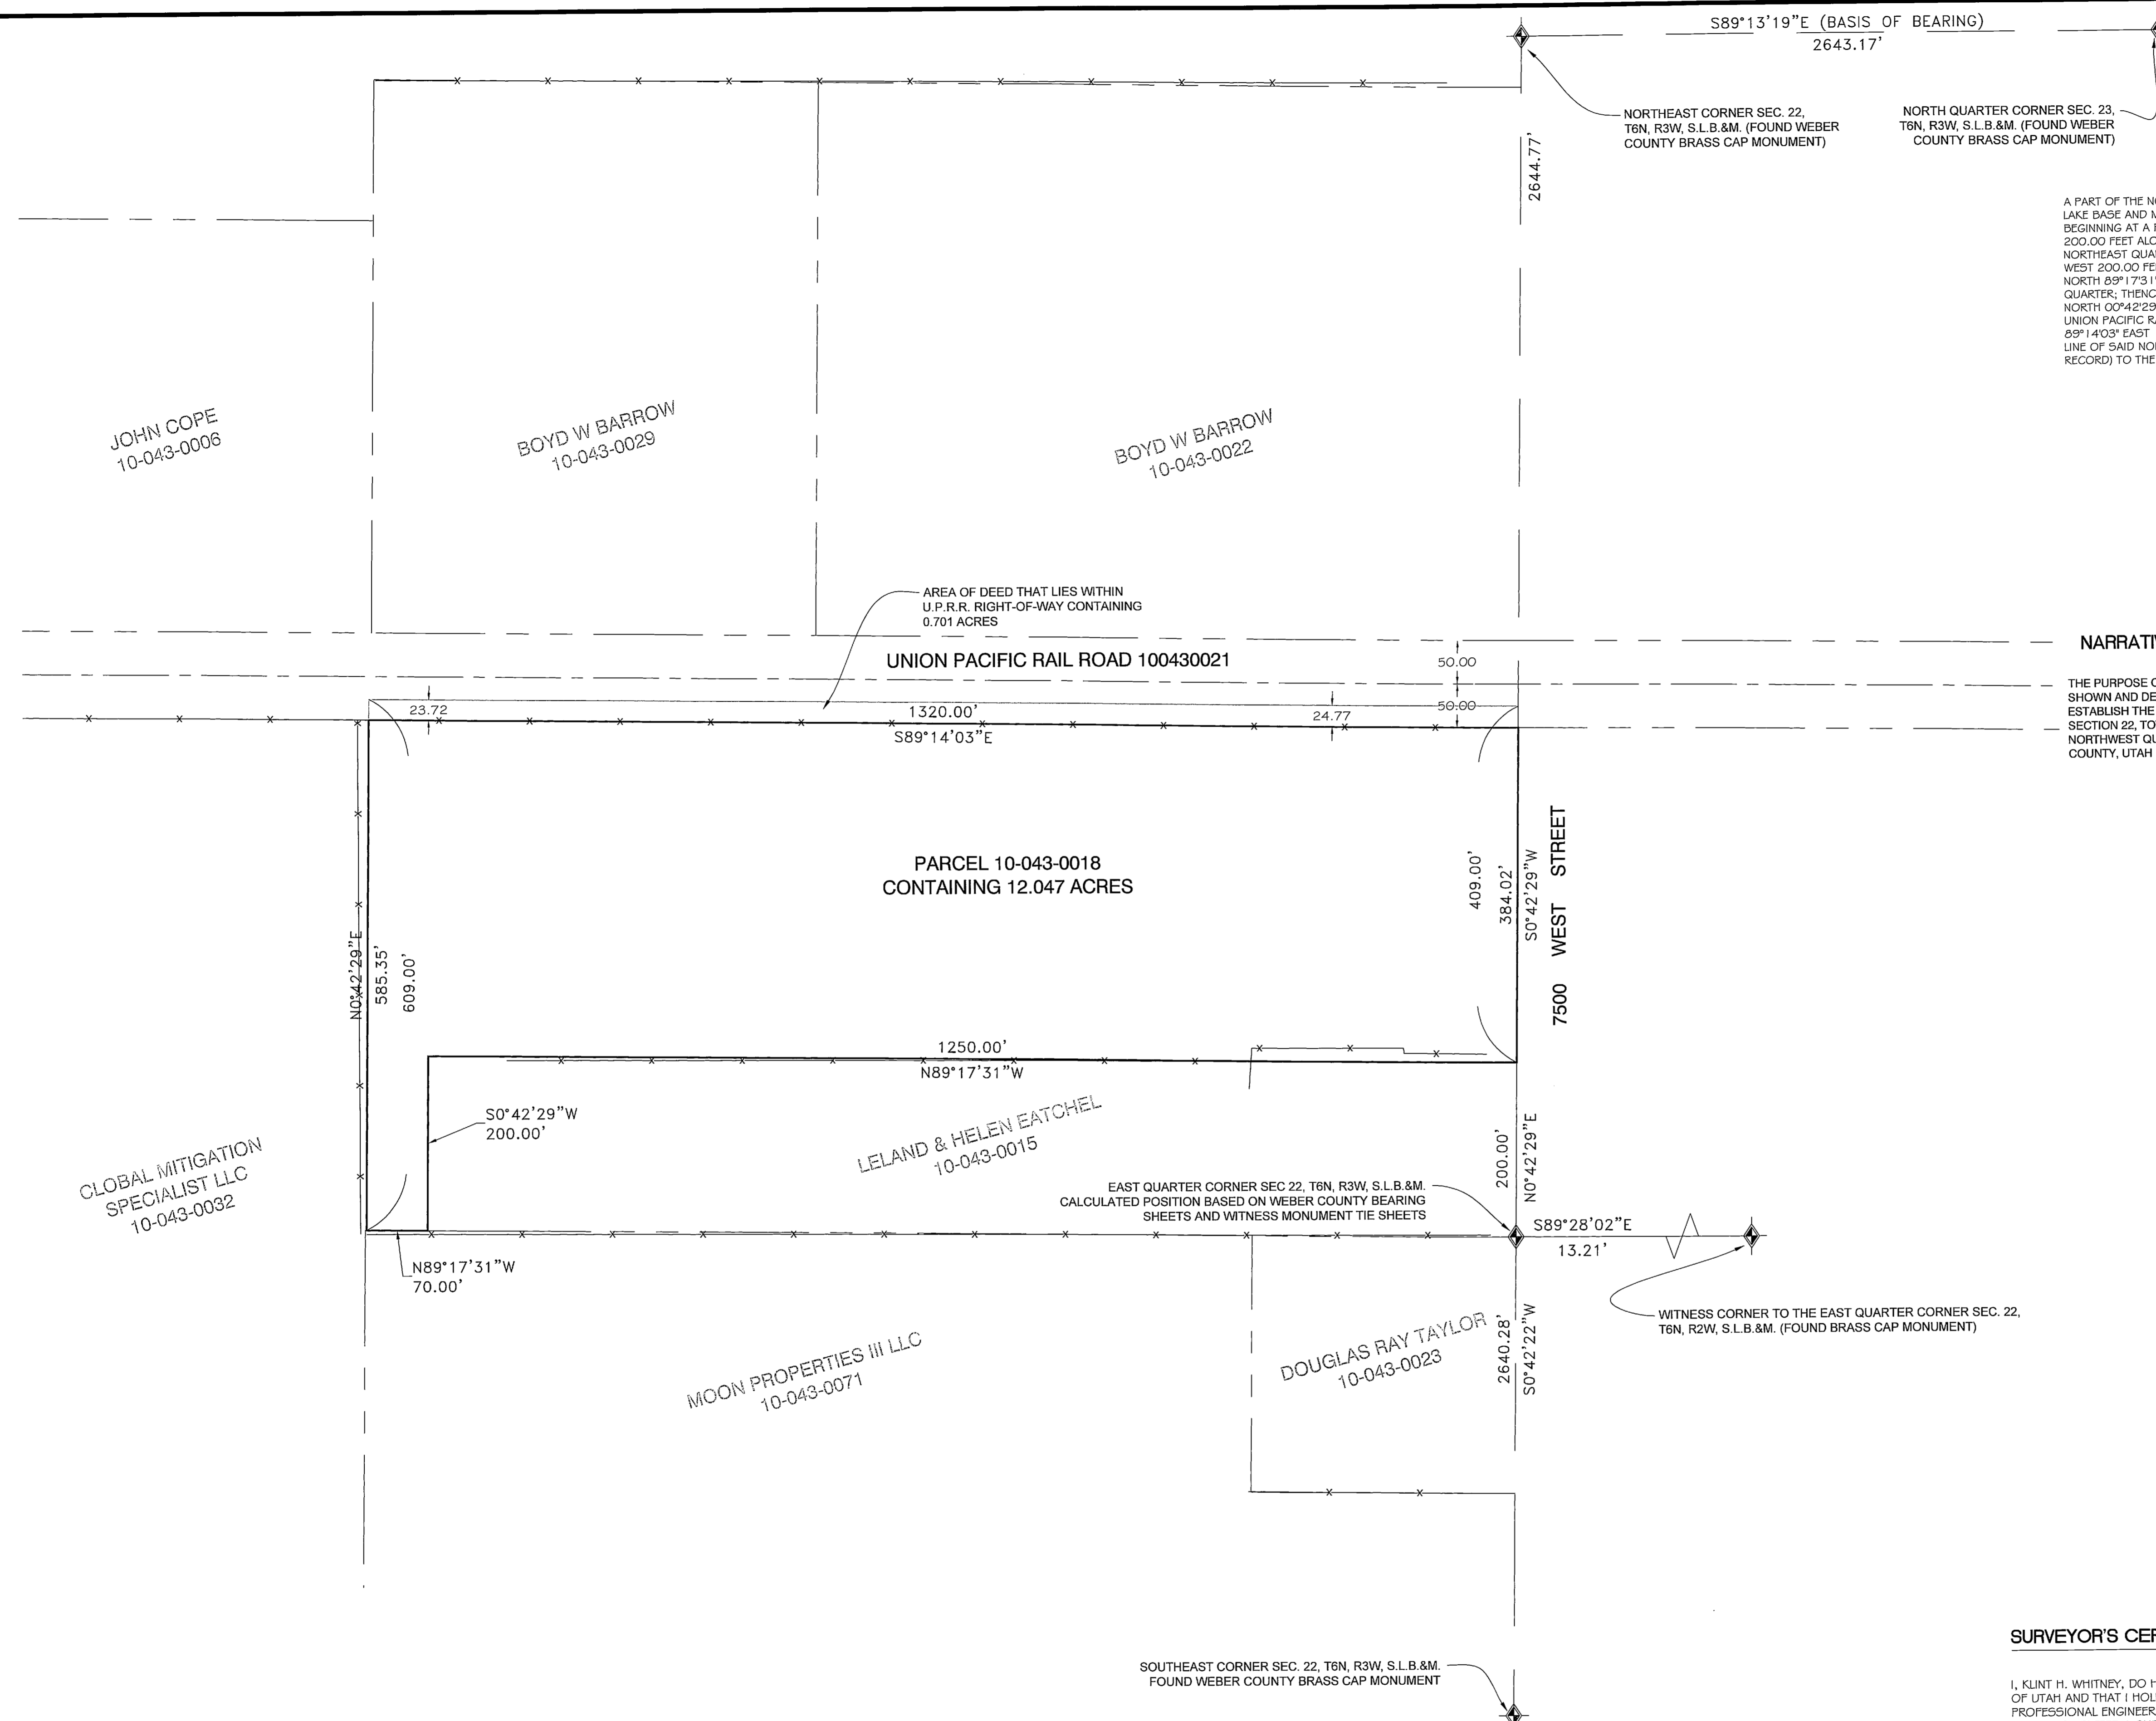 S89°13'19"E (BASIS OF BEARING)
2643.17'
NORTHEAST CORNER SEC. 22,
T6N, R3W, S.L.B.&M. (FOUND WEBER
COUNTY BRASS CAP MONUMENT)
NORTH QUARTER CORNER SEC. 23,
T6N, R3W, S.L.B.&M. (FOUND WEBER
COUNTY BRASS CAP MONUMENT)
2644.77'
A PART OF THE
LAKE BASE AND
BEGINNING AT A
200.00 FEET
NORTHEAST
WEST 200.00
NORTH 89°17'31"
QUARTER;
NORTH 00°42'29
UNION PACIFIC
89°14'03" EAST
LINE OF SAID
RECORD) TO THE
JOHN COPE
10-043-0006
BOYD W BARROW
10-043-0029
BOYD W BARROW
10-043-0022
AREA OF DEED THAT LIES WITHIN
U.P.R.R. RIGHT-OF-WAY CONTAINING
0.701 ACRES
UNION PACIFIC RAIL ROAD 100430021
50.00
50.00
23.72
1320.00'
24.77
S89°14'03"E
THE PURPOSE
SHOWN AND
ESTABLISH THE
SECTION 22,
NORTHWEST
COUNTY, UTAH
PARCEL 10-043-0018
CONTAINING 12.047 ACRES
409.00'
384.02'
S0°42'29"W
7500 WEST STREET
N0°42'29"E
585.35'
609.00'
1250.00'
N89°17'31"W
S0°42'29"W
200.00'
LELAND & HELEN EATCHEL
10-043-0015
200.00'
N0°42'29"E
CLOBAL MITIGATION
SPECIALIST LLC
10-043-0032
EAST QUARTER CORNER SEC 22, T6N, R3W, S.L.B.&M.
CALCULATED POSITION BASED ON WEBER COUNTY BEARING
SHEETS AND WITNESS MONUMENT TIE SHEETS
S89°28'02"E
13.21'
N89°17'31"W
70.00'
WITNESS CORNER TO THE EAST QUARTER CORNER SEC. 22,
T6N, R2W, S.L.B.&M. (FOUND BRASS CAP MONUMENT)
MOON PROPERTIES III LLC
10-043-0071
DOUGLAS RAY TAYLOR
10-043-0023
2640.28'
S0°42'22"W
SOUTHEAST CORNER SEC. 22, T6N, R3W, S.L.B.&M.
FOUND WEBER COUNTY BRASS CAP MONUMENT
SURVEYOR'S
I, KLINT H. WHITNEY, DO
OF UTAH AND THAT I
PROFESSIONAL ENGINEER